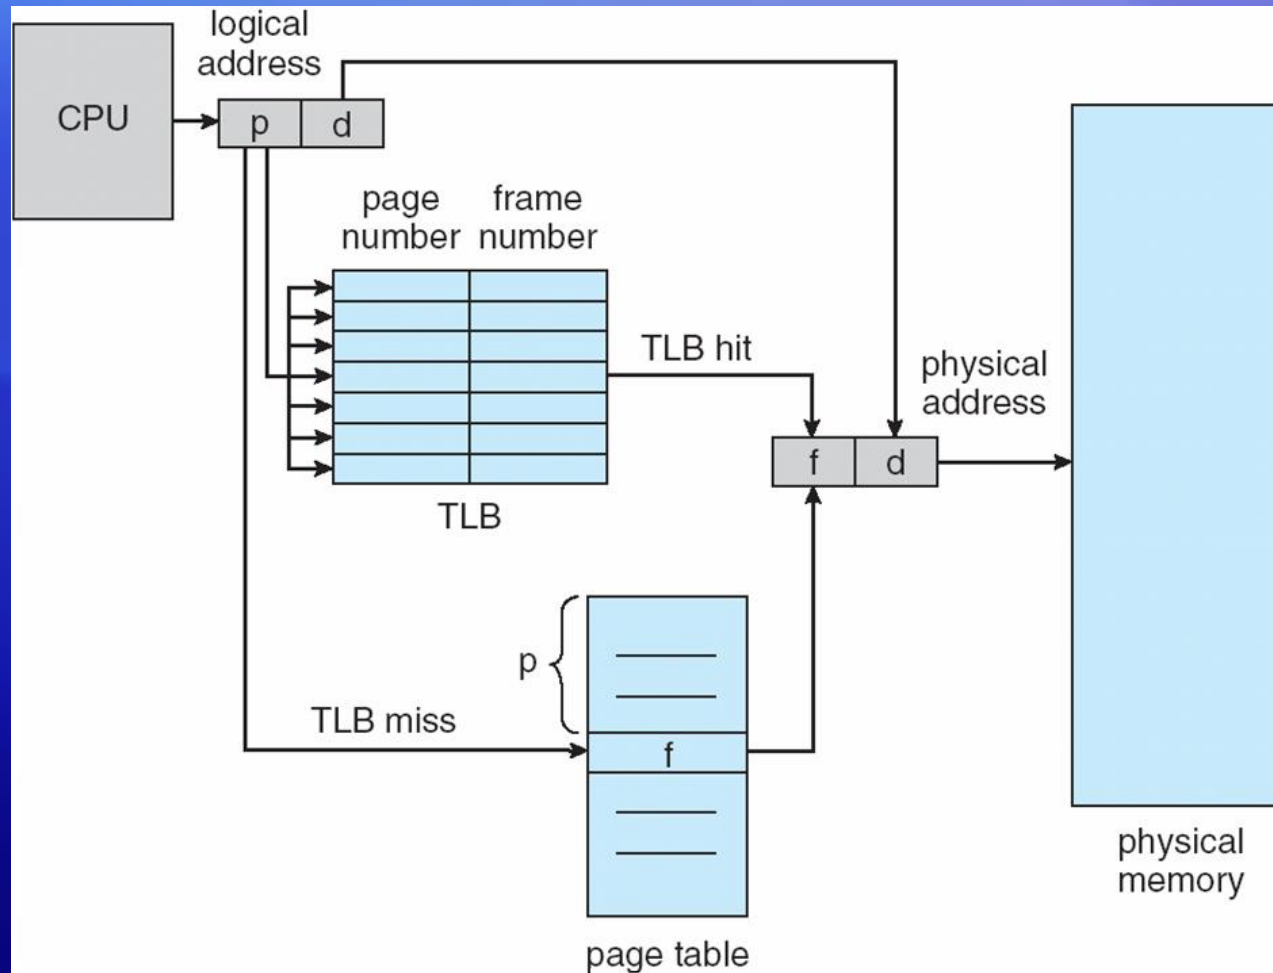 logical
address
CPU
p
d
page
number
frame
number
TLB hit
physical
address
f
d
TLB
p
TLB miss
f
physical
memory
page table